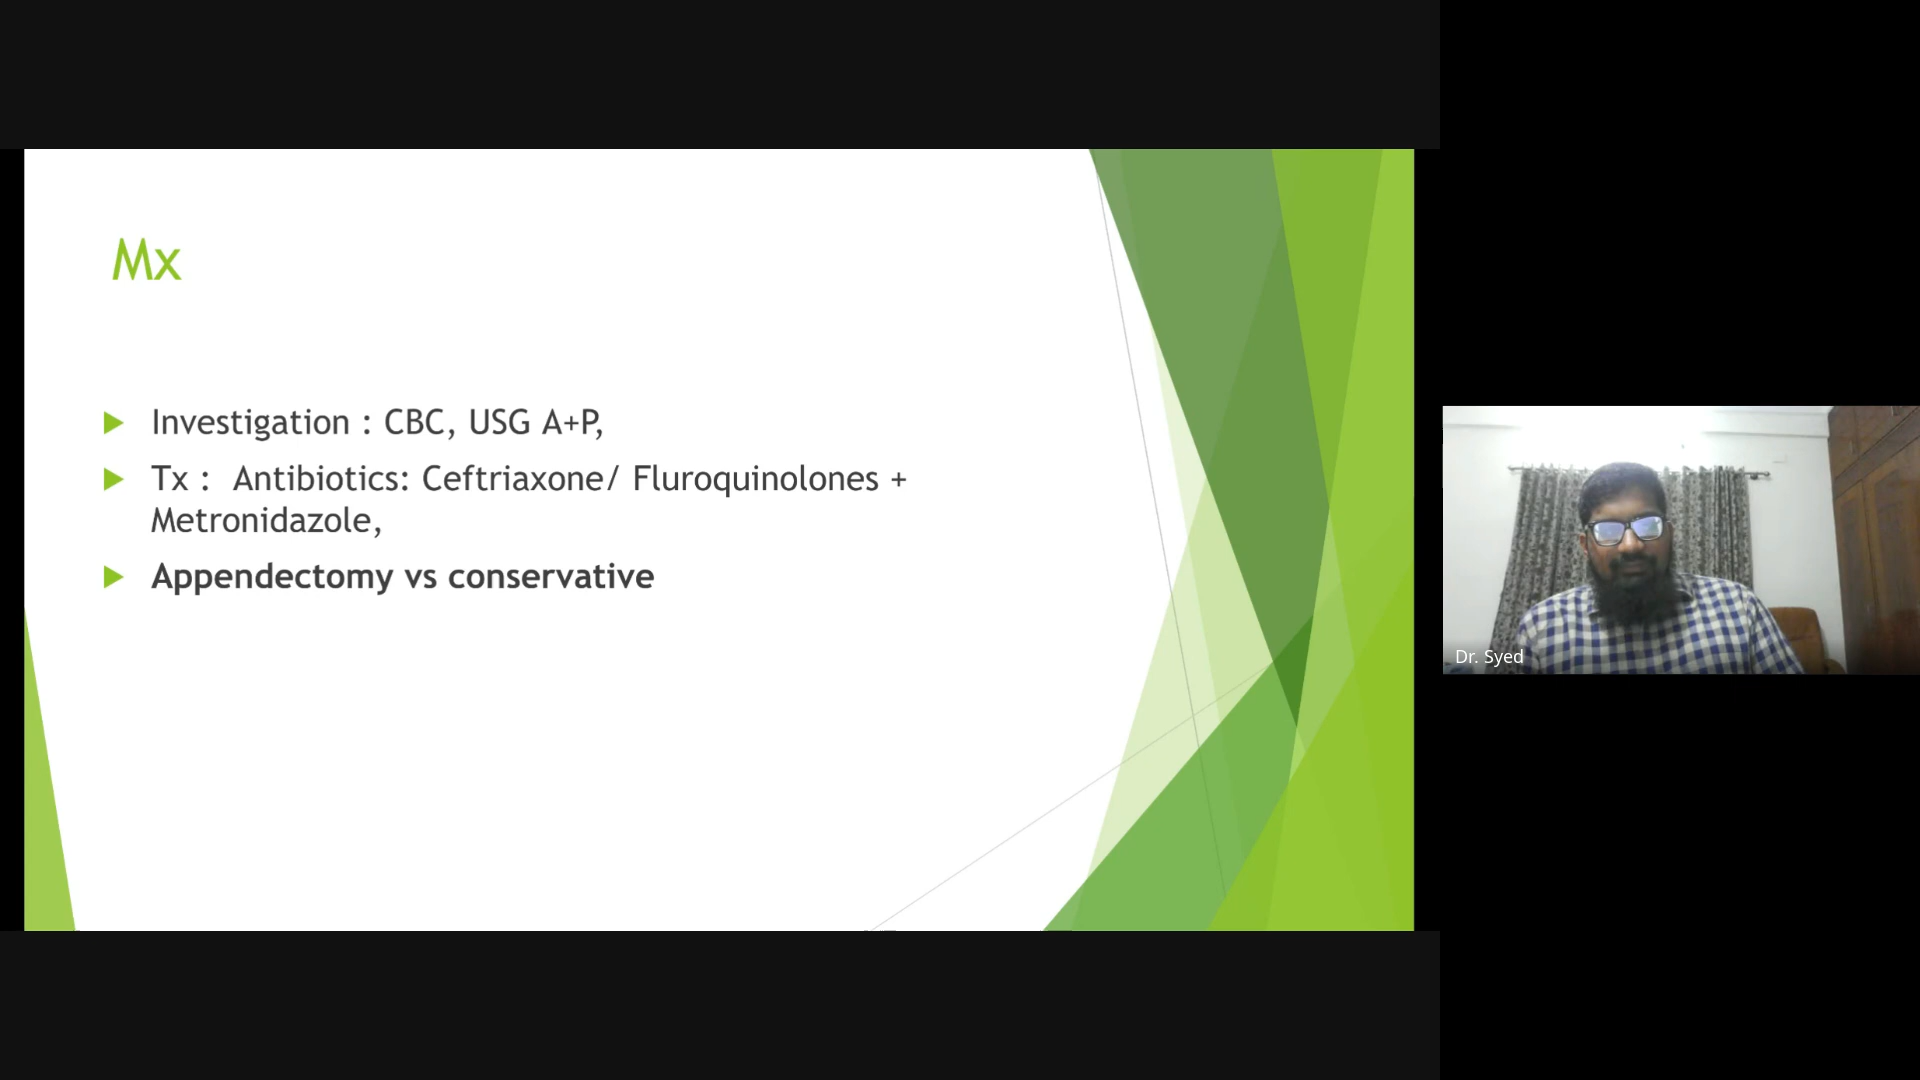 Mx
Investigation : CBC, USG A+P,
Tx :  Antibiotics: Ceftriaxone/ Fluroquinolones +
Metronidazole,
Appendectomy vs conservative
Dr. Syed